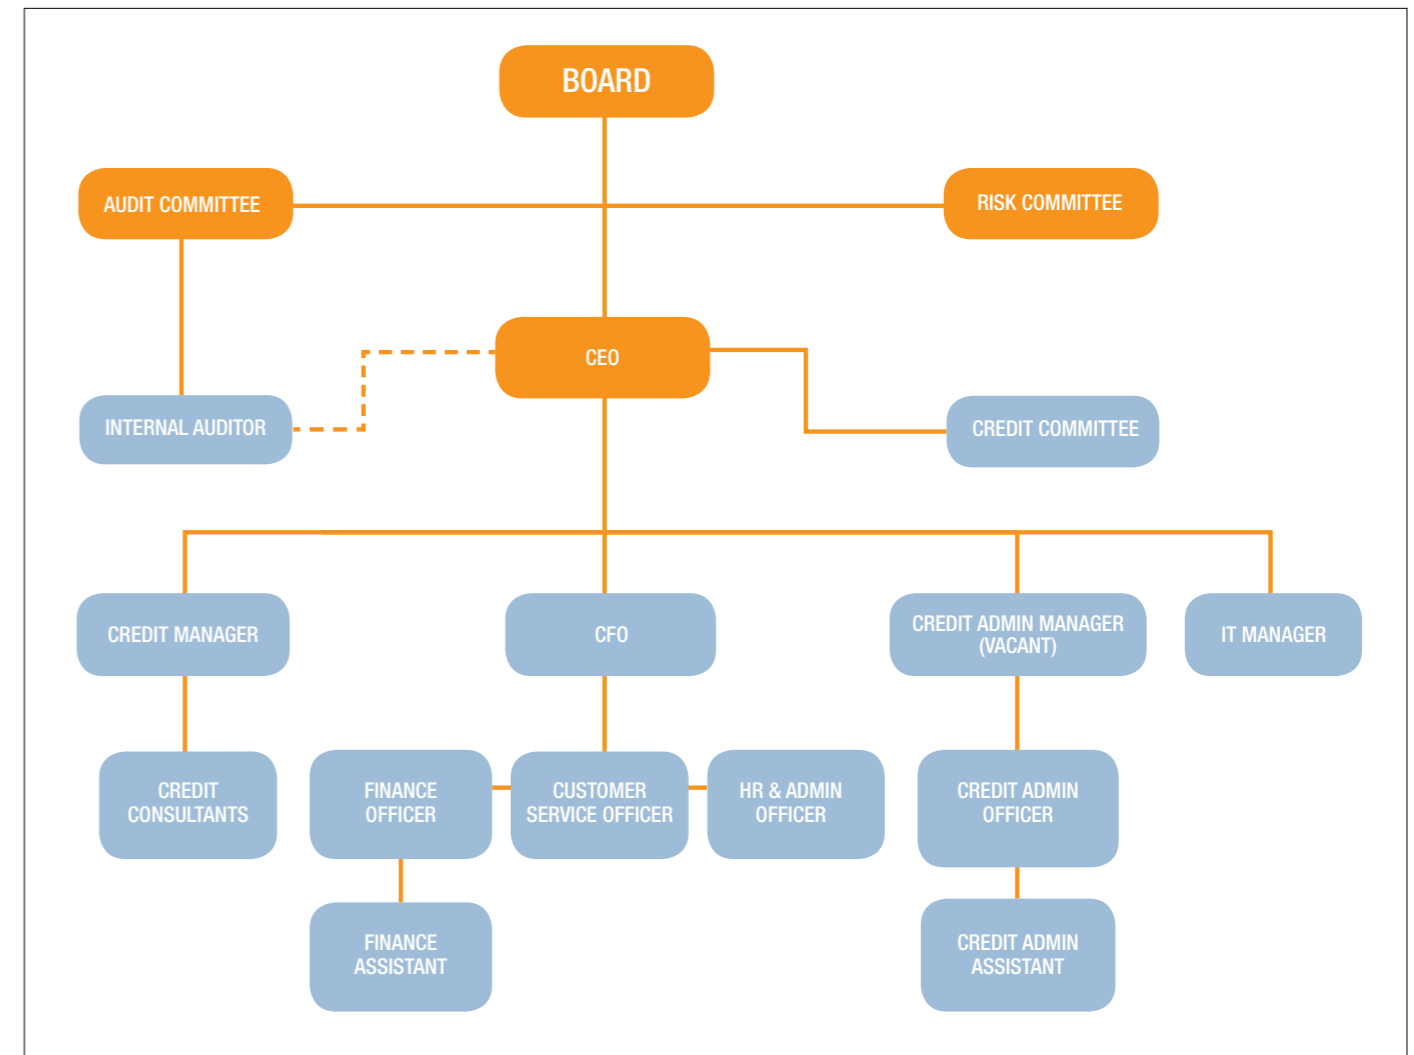 BOARD
AUDIT COMMITTEE
RISK COMMITTEE
CEO
INTERNAL AUDITOR
CREDIT COMMITTEE
CREDIT MANAGER
CFO
CREDIT ADMIN MANAGER
(VACANT)
IT MANAGER
CREDIT
CONSULTANTS
FINANCE
OFFICER
CUSTOMER
SERVICE OFFICER
HR & ADMIN
OFFICER
CREDIT ADMIN
OFFICER
FINANCE
ASSISTANT
CREDIT ADMIN
ASSISTANT